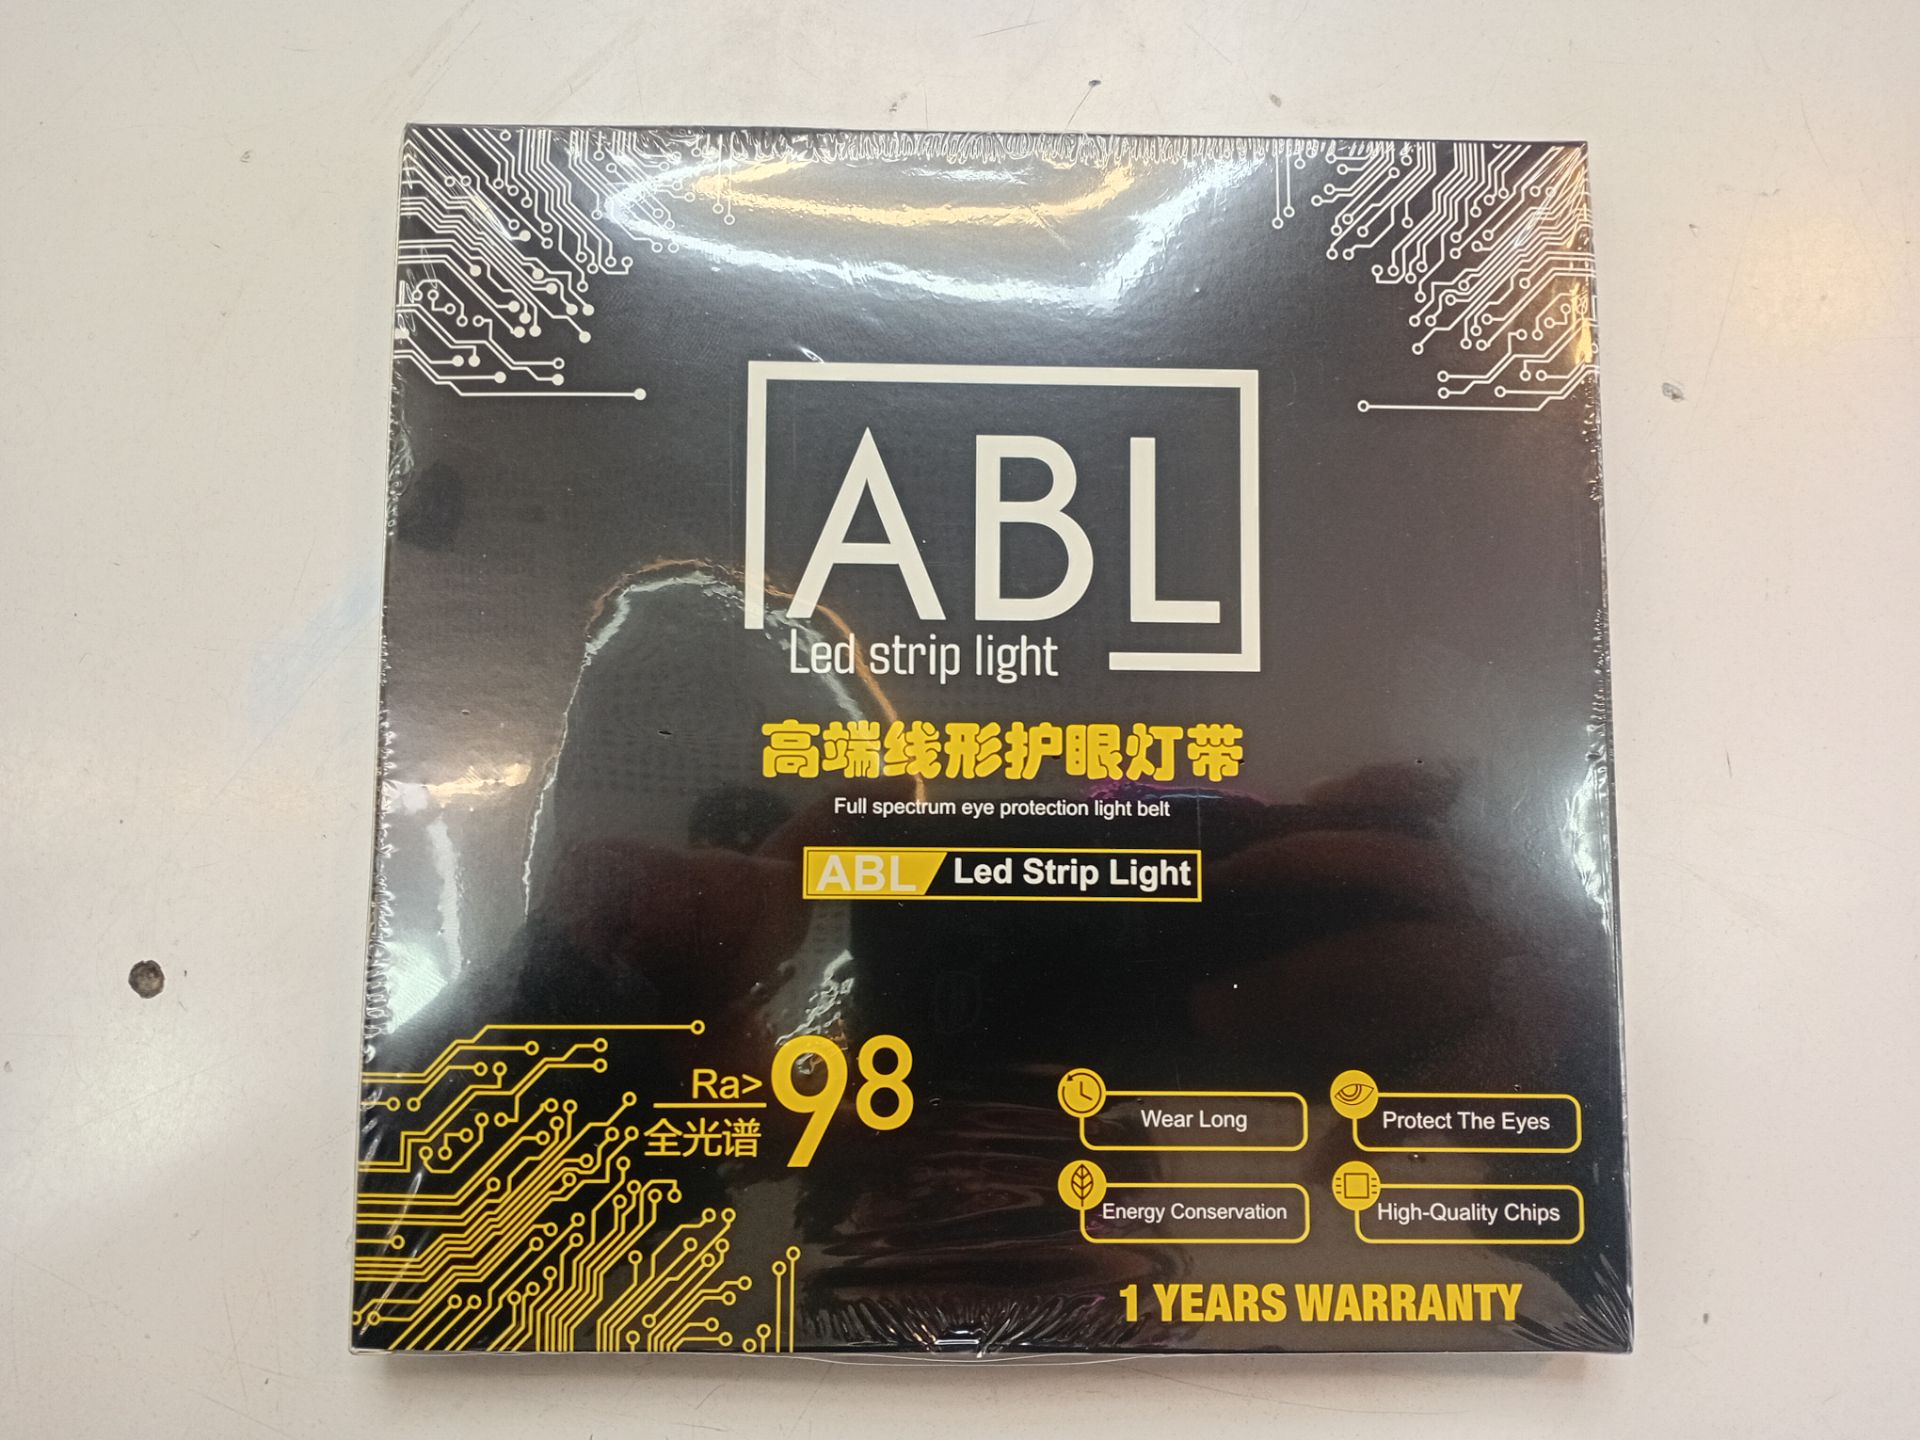 ABL
Led strip light
高端线形护眼灯带
Full spectrum eye protection light belt
ABL Led Strip Light
Ra> 98
全光谱
Wear Long
Protect The Eyes
Energy Conservation
High-Quality Chips
1 YEARS WARRANTY